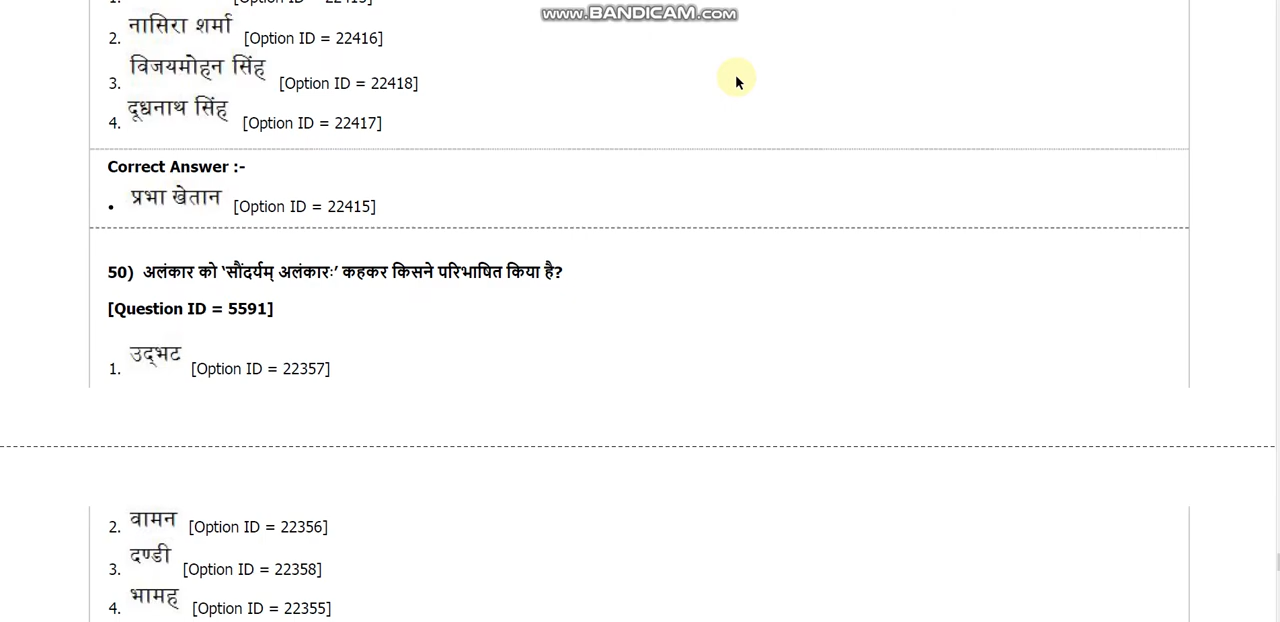 www.BANDICAM.com
2. नासिरा शर्मा [Option ID = 22416]
3. विजयमोहन सिंह [Option ID = 22418]
4. दूधनाथ सिंह [Option ID = 22417]
Correct Answer :-
• प्रभा खेतान [Option ID = 22415]
50) अलंकार को 'सौंदर्यम् अलंकारः' कहकर किसने परिभाषित किया है?
[Question ID = 5591]
1. उद्‌भट [Option ID = 22357]
2. वामन [Option ID = 22356]
3. दण्डी [Option ID = 22358]
4. भामह [Option ID = 22355]